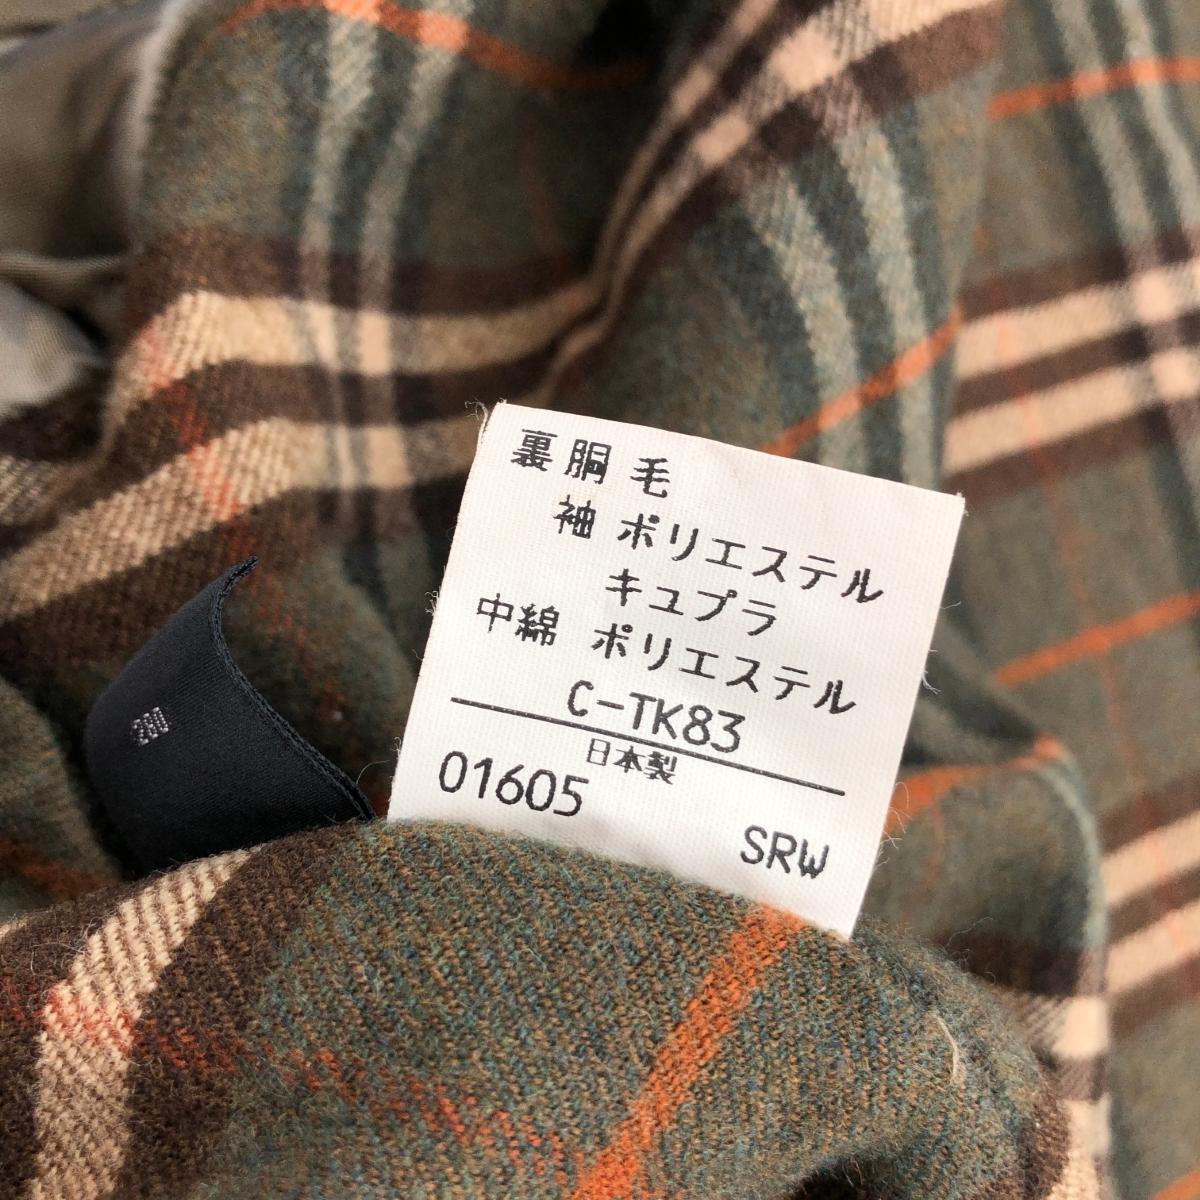 裏胴 毛
袖 ポリエステル
キュプラ
中綿 ポリエステル
C-TK83
日本製
01605
SRW
280